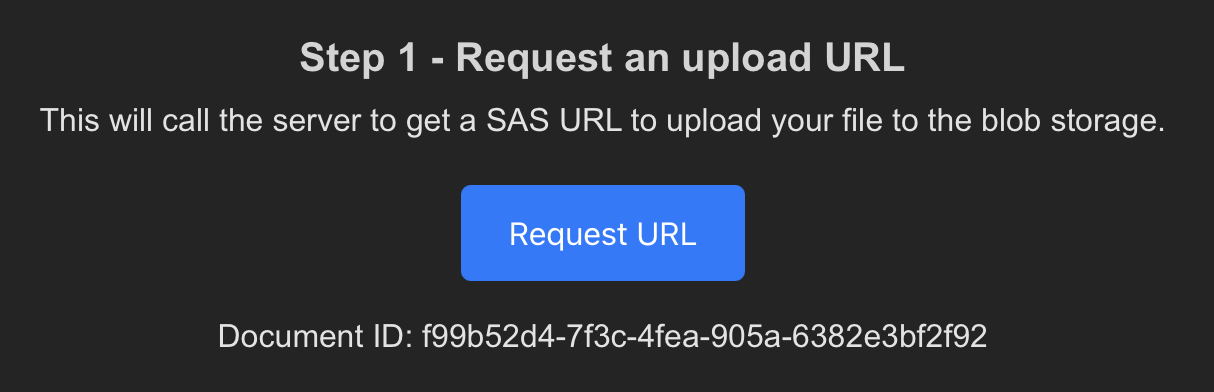 Step 1 - Request an upload URL
This will call the server to get a SAS URL to upload your file to the blob storage.
Request URL
Document ID: f99b52d4-7f3c-4fea-905a-6382e3bf2f92